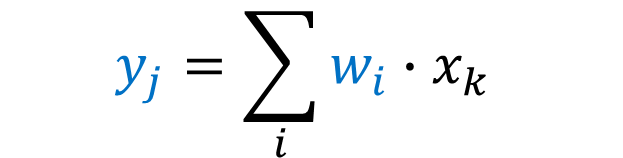 y_j = ∑_i w_i · x_k